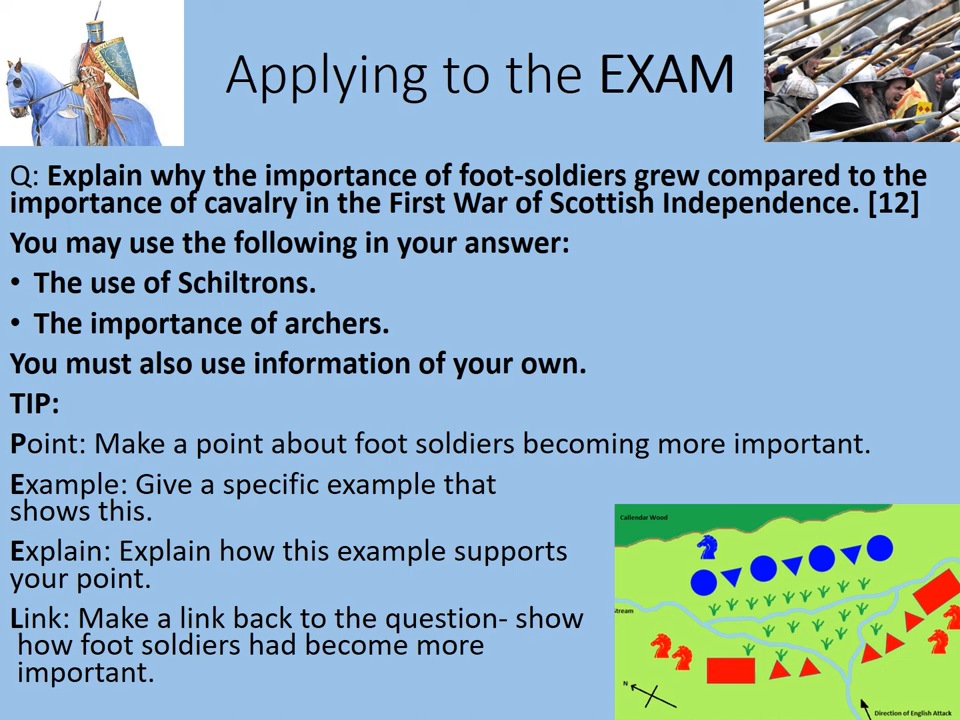 Applying to the EXAM
Q: Explain why the importance of foot-soldiers grew compared to the
importance of cavalry in the First War of Scottish Independence. [12]
You may use the following in your answer:
• The use of Schiltrons.
• The importance of archers.
You must also use information of your own.
TIP:
Point: Make a point about foot soldiers becoming more important.
Example: Give a specific example that
shows this.
Explain: Explain how this example supports
your point.
Link: Make a link back to the question- show
how foot soldiers had become more
important.
Callendar Wood
Stream
N
Direction of English Attack